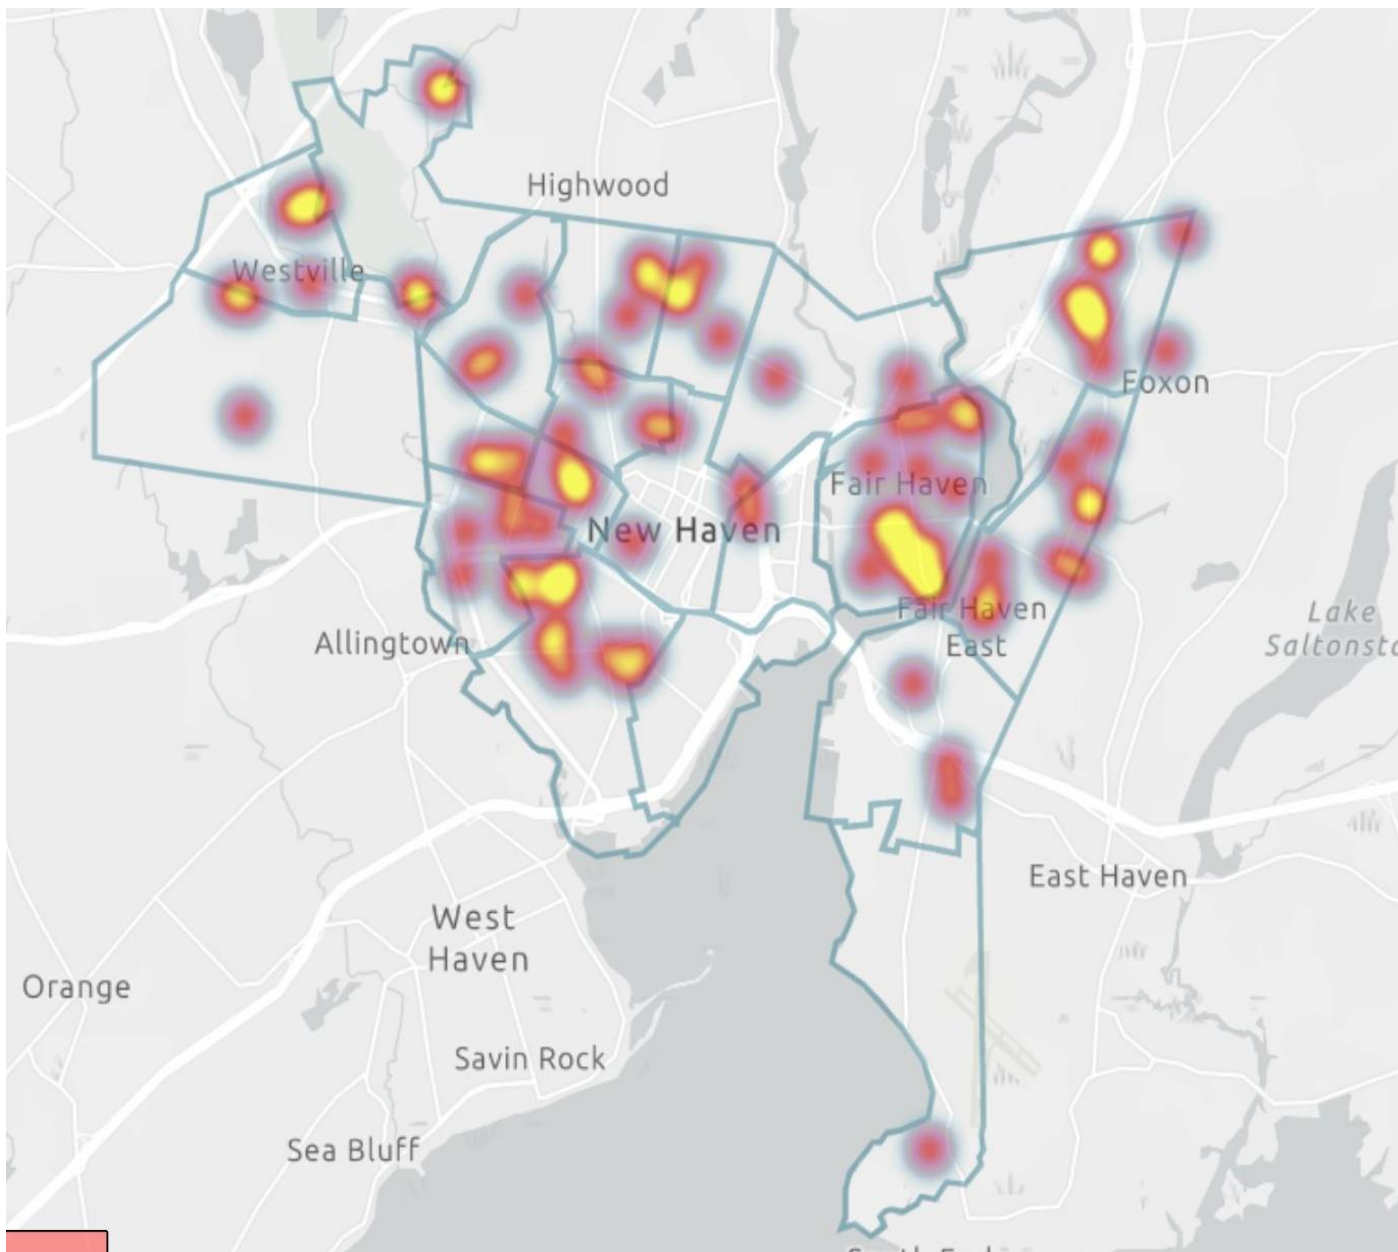 Highwood
Westville
Foxon
Fair Haven
New Haven
Fair Haven
East
Allingtown
Lake
East Haven
West
Haven
Orange
Savin Rock
Sea Bluff